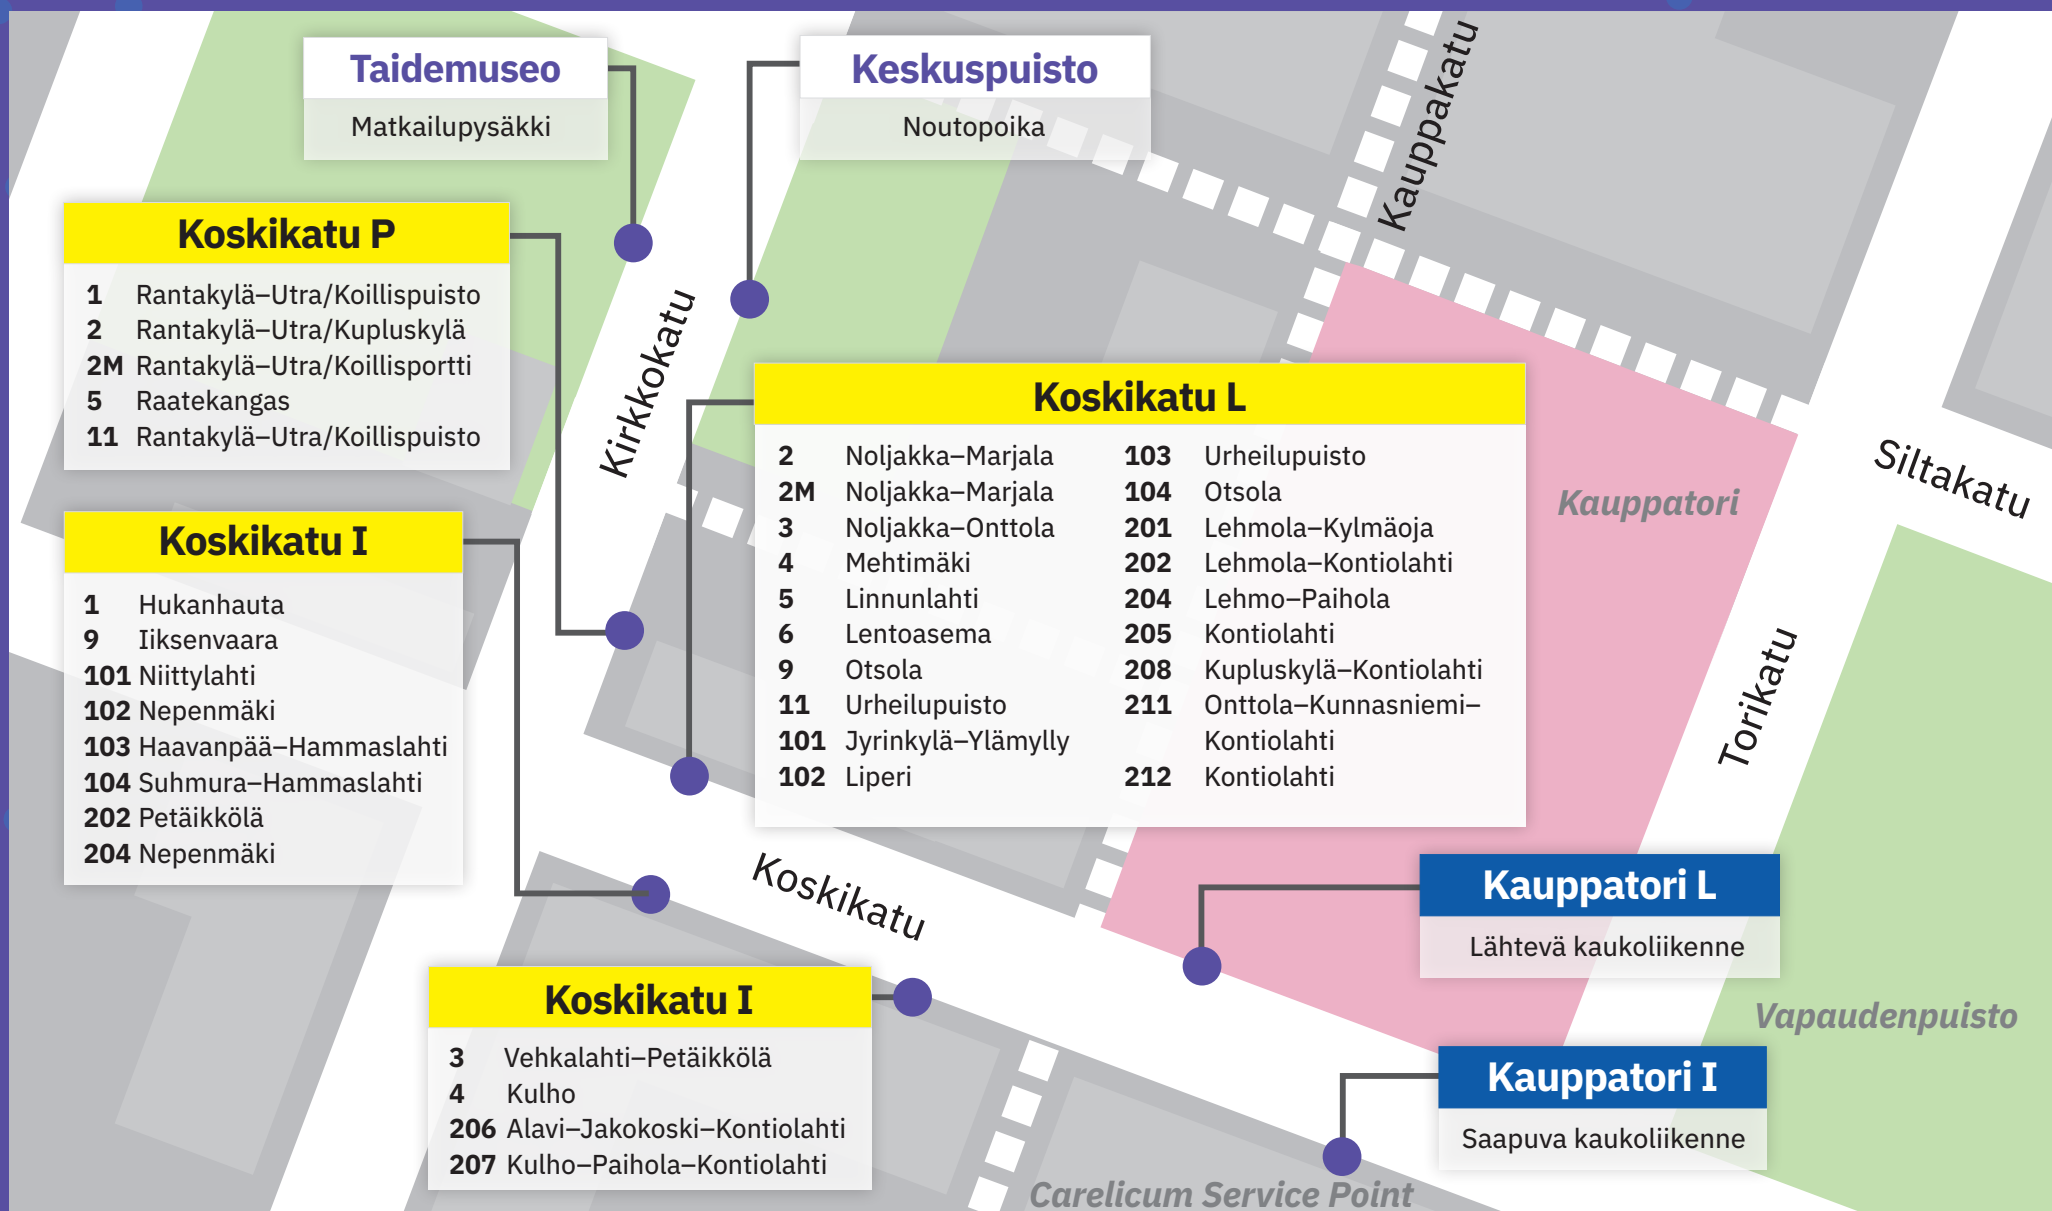 Taidemuseo
Matkailupysäkki
Keskuspuisto
Noutopoika
Kauppakatu
Koskikatu P
1 Rantakylä–Utra/Koillispuisto
2 Rantakylä–Utra/Kupluskylä
2M Rantakylä–Utra/Koillisportti
5 Raatekangas
11 Rantakylä–Utra/Koillispuisto
Kirkkokatu
Koskikatu L
2 Noljakka–Marjala
2M Noljakka–Marjala
3 Noljakka–Onttola
4 Mehtimäki
5 Linnunlahti
6 Lentoasema
9 Otsola
11 Urheilupuisto
101 Jyrinkylä–Ylämylly
102 Liperi
103 Urheilupuisto
104 Otsola
201 Lehmola–Kylmäoja
202 Lehmola–Kontiolahti
204 Lehmo–Paihola
205 Kontiolahti
208 Kupluskylä–Kontiolahti
211 Onttola–Kunnasniemi–
Kontiolahti
212 Kontiolahti
Kauppatori
Siltakatu
Torikatu
Koskikatu I
1 Hukanhauta
9 Iiksenvaara
101 Niittylahti
102 Nepenmäki
103 Haavanpää–Hammaslahti
104 Suhmura–Hammaslahti
202 Petäikkölä
204 Nepenmäki
Koskikatu
Kauppatori L
Lähtevä kaukoliikenne
Vapaudenpuisto
Koskikatu I
3 Vehkalahti–Petäikkölä
4 Kulho
206 Alavi–Jakokoski–Kontiolahti
207 Kulho–Paihola–Kontiolahti
Kauppatori I
Saapuva kaukoliikenne
Carelicum Service Point